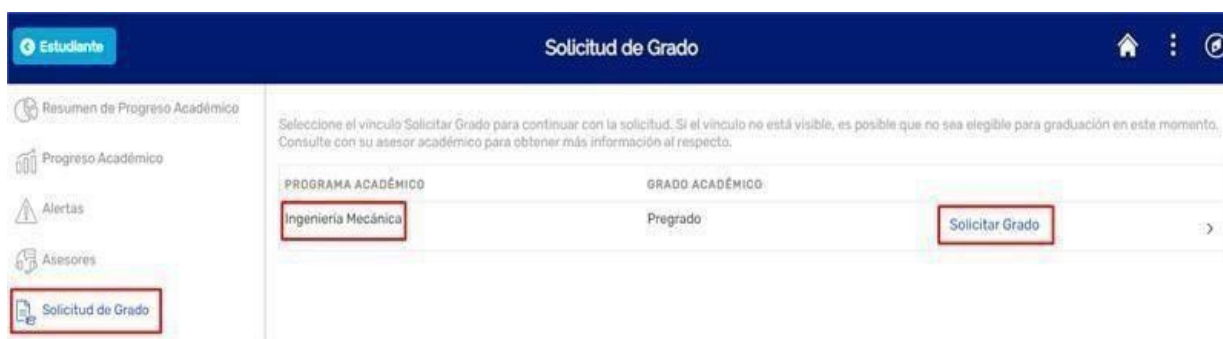 Estudiante
Solicitud de Grado
Resumen de Progreso Académico
Progreso Académico
Alertas
Asesores
Solicitud de Grado
Seleccione el vínculo Solicitar Grado para continuar con la solicitud. Si el vínculo no está visible, es posible que no sea elegible para graduación en este momento.
Consulte con su asesor académico para obtener más información al respecto.
PROGRAMA ACADÉMICO GRADO ACADÉMICO
Ingeniería Mecánica Pregrado Solicitar Grado